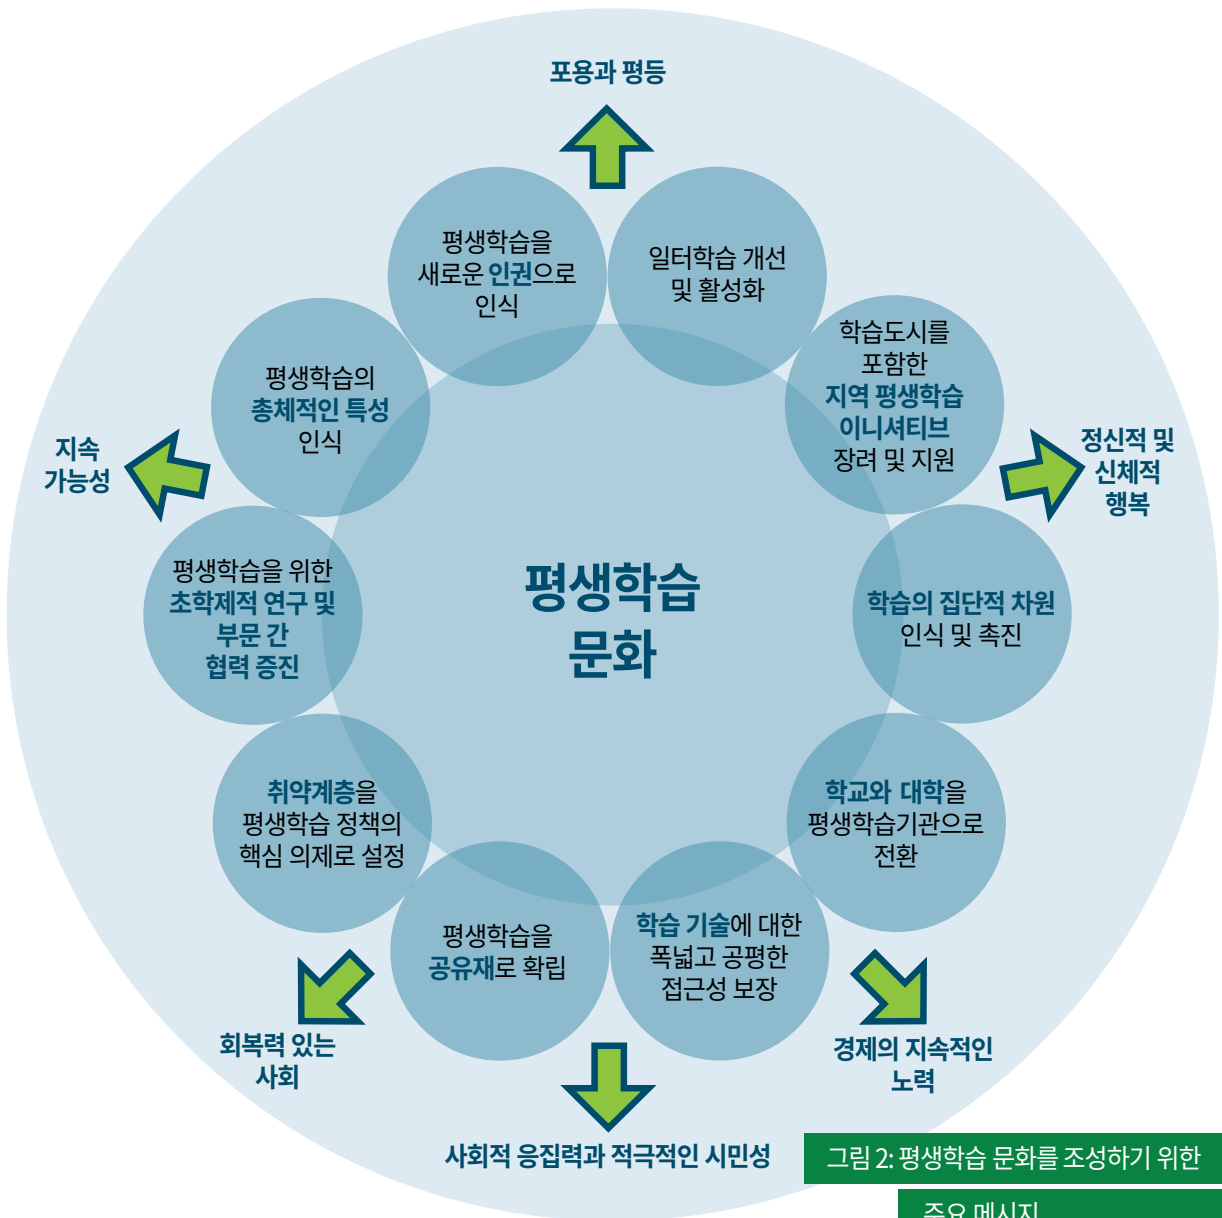 포용과 평등
평생학습을
새로운 인권으로
인식
일터학습 개선
및 활성화
학습도시를
포함한
지역 평생학습
이니셔티브
장려 및 지원
평생학습의
총체적인 특성
인식
지속
가능성
정신적 및
신체적
행복
평생학습을 위한
초학제적 연구 및
부문 간
협력 증진
평생학습
문화
학습의 집단적 차원
인식 및 촉진
취약계층을
평생학습 정책의
핵심 의제로 설정
학교와 대학을
평생학습기관으로
전환
평생학습을
공유재로 확립
학습 기술에 대한
폭넓고 공평한
접근성 보장
회복력 있는
사회
경제의 지속적인
노력
사회적 응집력과 적극적인 시민성
그림 2: 평생학습 문화를 조성하기 위한
주요 메시지